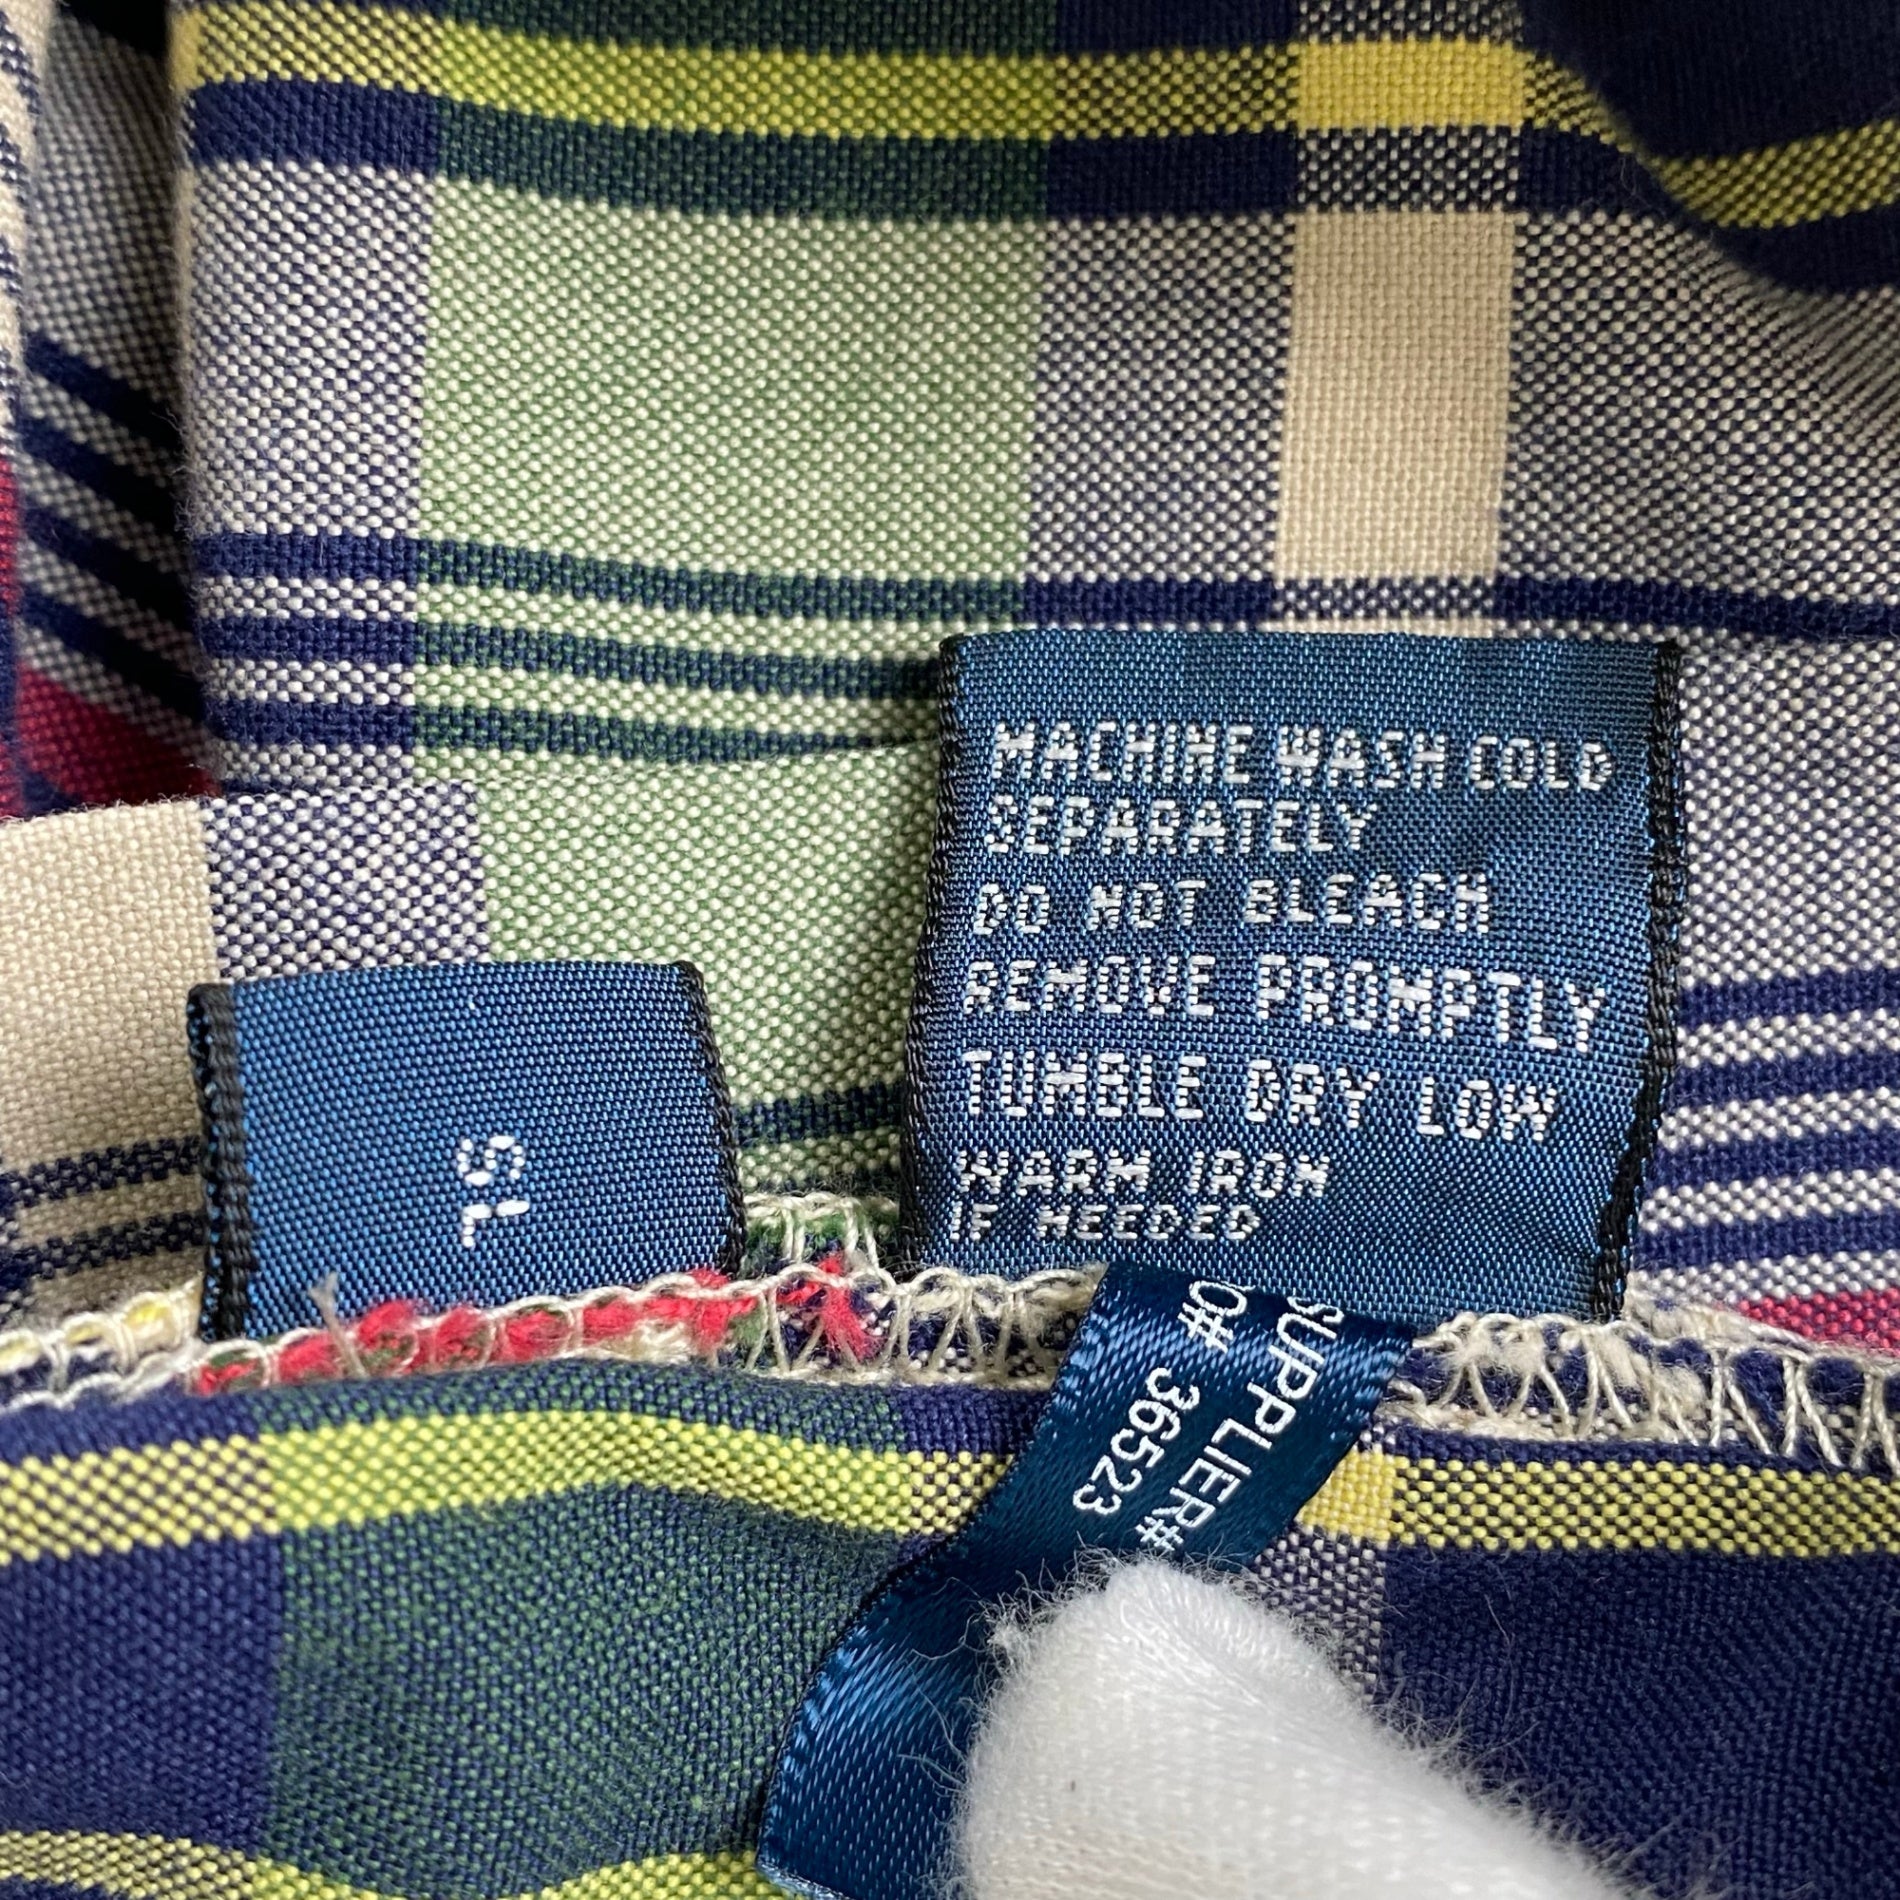 MACHINE WASH COLD
SEPARATELY
DO NOT BLEACH
REMOVE PROMPTLY
TUMBLE DRY LOW
WARM IRON
IF NEEDED
SL
SUPPLIER#
O# 36523